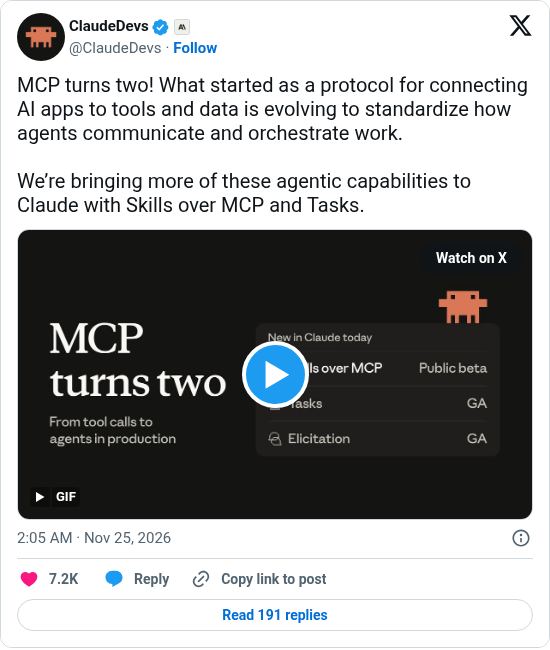 ClaudeDevs
@ClaudeDevs · Follow
MCP turns two! What started as a protocol for connecting
AI apps to tools and data is evolving to standardize how
agents communicate and orchestrate work.
We’re bringing more of these agentic capabilities to
Claude with Skills over MCP and Tasks.
Watch on X
MCP
turns two
From tool calls to
agents in production
New in Claude today
over MCP Public beta
Tasks GA
Elicitation GA
GIF
2:05 AM · Nov 25, 2026
7.2K Reply Copy link to post
Read 191 replies